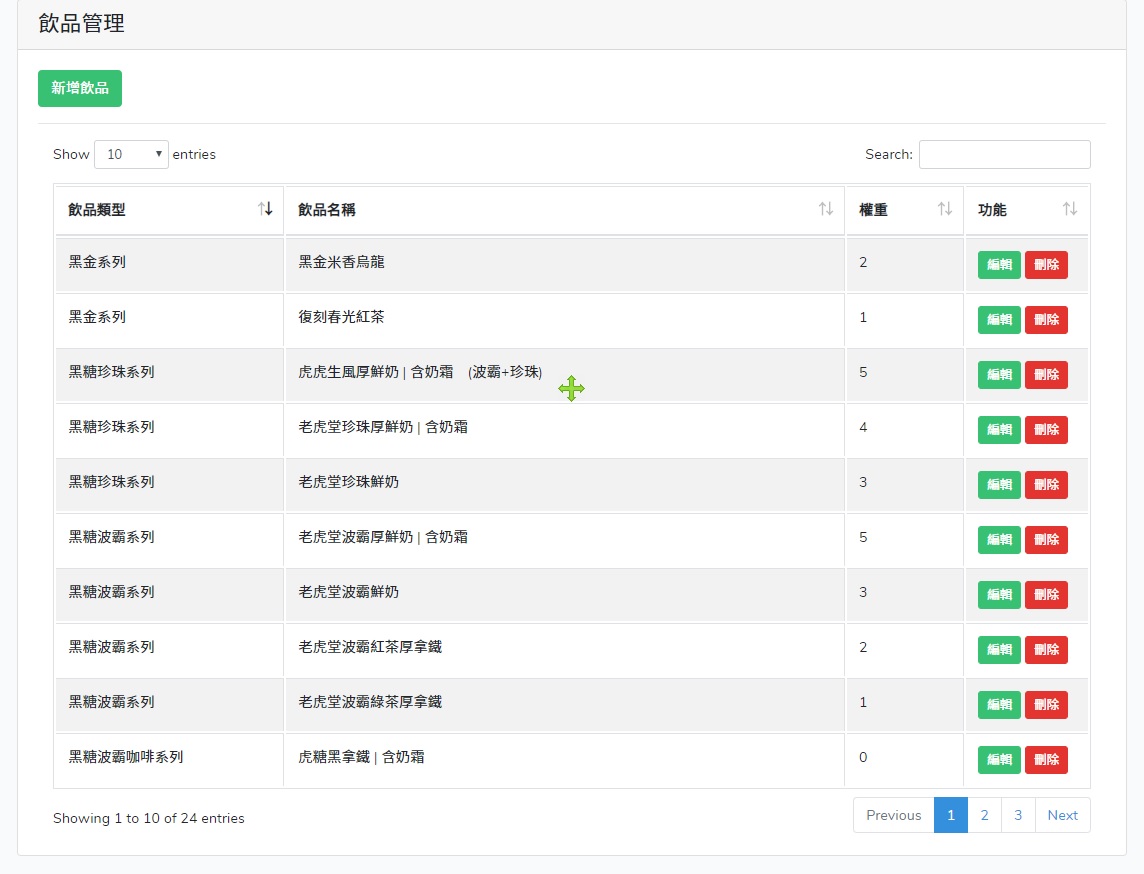 飲品管理
新增飲品
Show 10 entries Search:
飲品類型 飲品名稱 權重 功能
黑金系列 黑金米香烏龍 2 編輯 刪除
黑金系列 復刻春光紅茶 1 編輯 刪除
黑糖珍珠系列 虎虎生風厚鮮奶 | 含奶霜 (波霸+珍珠) 5 編輯 刪除
黑糖珍珠系列 老虎堂珍珠厚鮮奶 | 含奶霜 4 編輯 刪除
黑糖珍珠系列 老虎堂珍珠鮮奶 3 編輯 刪除
黑糖波霸系列 老虎堂波霸厚鮮奶 | 含奶霜 5 編輯 刪除
黑糖波霸系列 老虎堂波霸鮮奶 3 編輯 刪除
黑糖波霸系列 老虎堂波霸紅茶厚拿鐵 2 編輯 刪除
黑糖波霸系列 老虎堂波霸綠茶厚拿鐵 1 編輯 刪除
黑糖波霸咖啡系列 虎糖黑拿鐵 | 含奶霜 0 編輯 刪除
Showing 1 to 10 of 24 entries Previous 1 2 3 Next